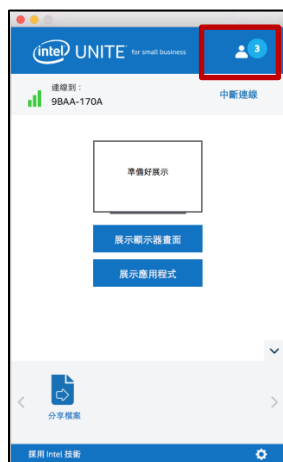 intel UNITE for small business
3
連線到：
9BAA-170A
中斷連線
準備好展示
展示顯示器畫面
展示應用程式
分享檔案
採用 Intel 技術